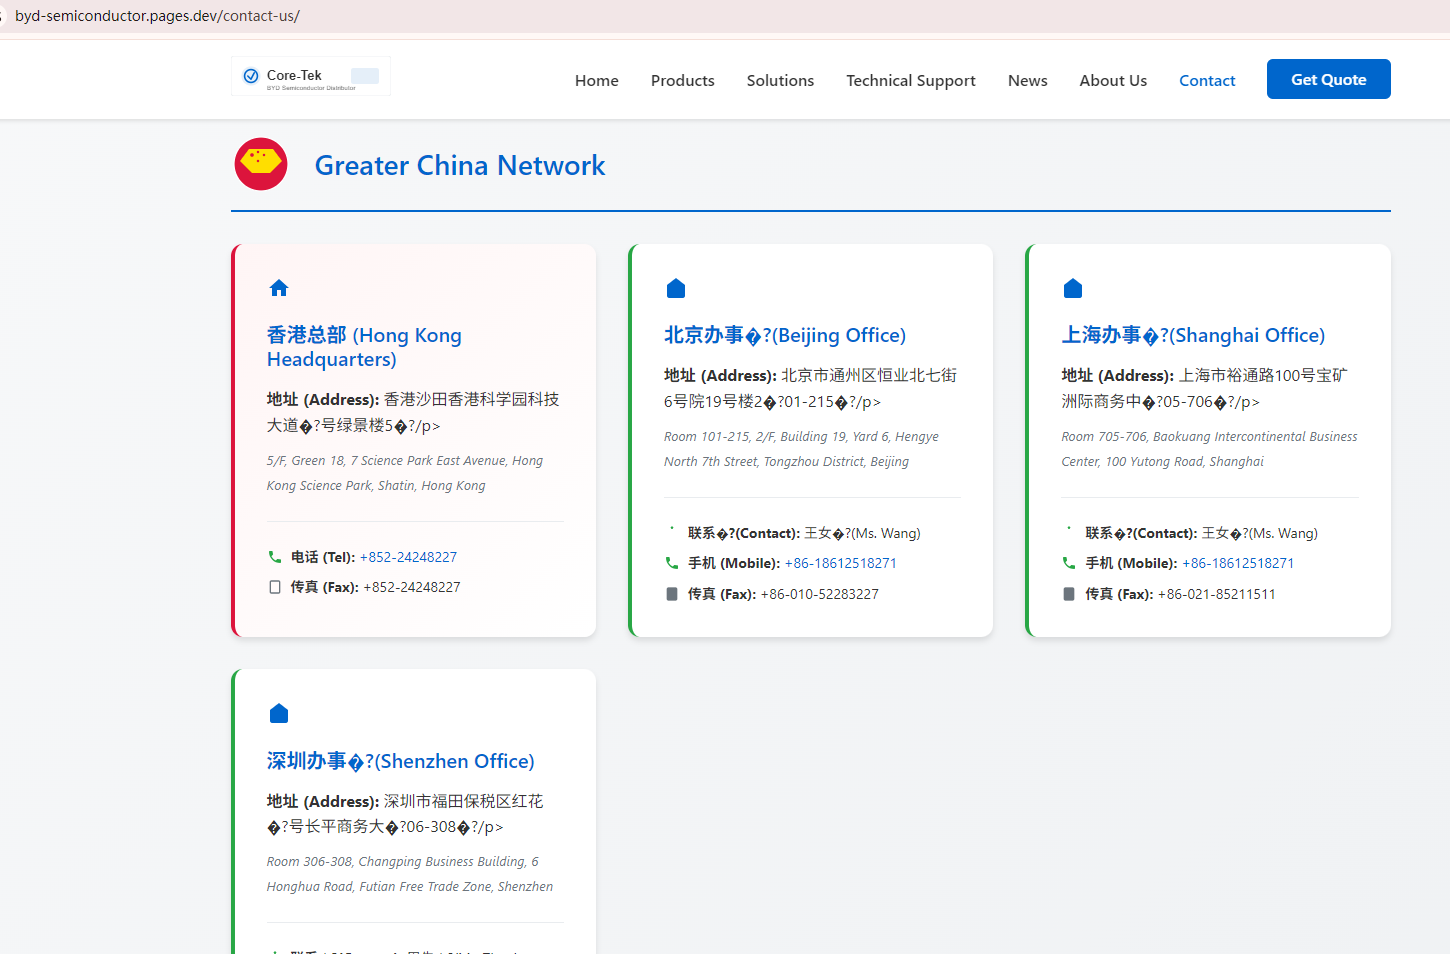 byd-semiconductor.pages.dev/contact-us/
Core-Tek
BYD Semiconductor Distributor
Home Products Solutions Technical Support News About Us Contact Get Quote
Greater China Network
香港总部 (Hong Kong
Headquarters)
地址 (Address): 香港沙田香港科学园科技
大道�?号绿景楼5�?/p>
5/F, Green 18, 7 Science Park East Avenue, Hong
Kong Science Park, Shatin, Hong Kong
电话 (Tel): +852-24248227
传真 (Fax): +852-24248227
北京办事�?(Beijing Office)
地址 (Address): 北京市通州区恒业北七街
6号院19号楼2�?01-215�?/p>
Room 101-215, 2/F, Building 19, Yard 6, Hengye
North 7th Street, Tongzhou District, Beijing
联系�?(Contact): 王女�?(Ms. Wang)
手机 (Mobile): +86-18612518271
传真 (Fax): +86-010-52283227
上海办事�?(Shanghai Office)
地址 (Address): 上海市裕通路100号宝矿
洲际商务中�?05-706�?/p>
Room 705-706, Baokuang Intercontinental Business
Center, 100 Yutong Road, Shanghai
联系�?(Contact): 王女�?(Ms. Wang)
手机 (Mobile): +86-18612518271
传真 (Fax): +86-021-85211511
深圳办事�?(Shenzhen Office)
地址 (Address): 深圳市福田保税区红花
�?号长平商务大�?06-308�?/p>
Room 306-308, Changping Business Building, 6
Honghua Road, Futian Free Trade Zone, Shenzhen